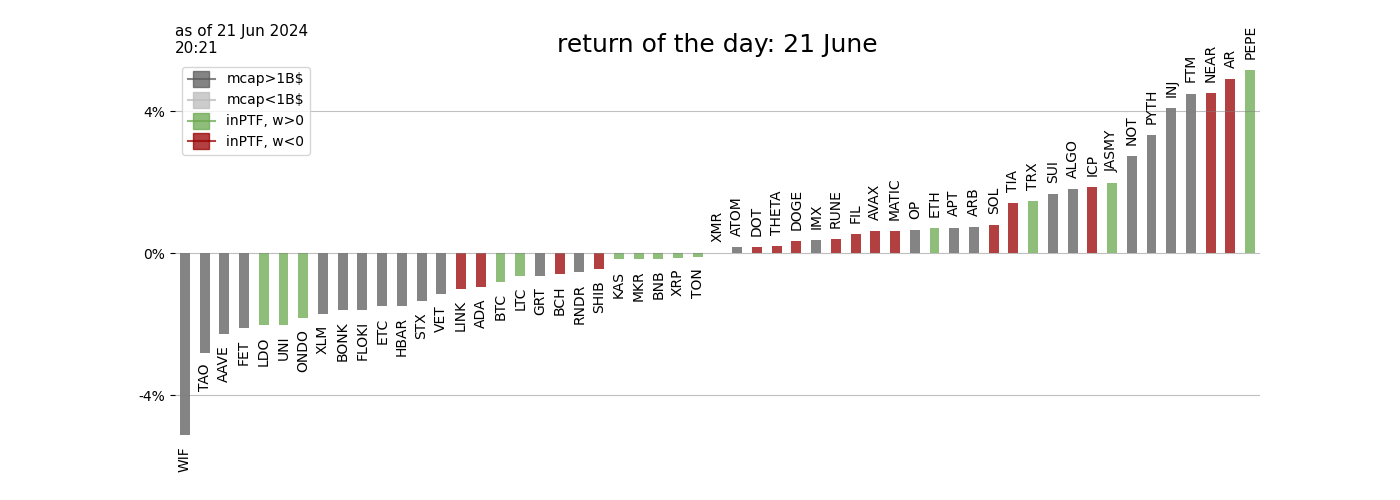 as of 21 Jun 2024
20:21
return of the day: 21 June
mcap>1B$
mcap<1B$
inPTF, w>0
inPTF, w<0
4%
0%
-4%
WIF
TAO
AAVE
FET
LDO
UNI
ONDO
XLM
BONK
FLOKI
ETC
HBAR
STX
VET
LINK
ADA
BTC
LTC
GRT
BCH
RNDR
SHIB
KAS
MKR
BNB
XRP
TON
XMR
ATOM
DOT
THETA
DOGE
IMX
RUNE
FIL
AVAX
MATIC
OP
ETH
APT
ARB
SOL
TIA
TRX
SUI
ALGO
ICP
JASMY
NOT
PYTH
INJ
FTM
NEAR
AR
PEPE